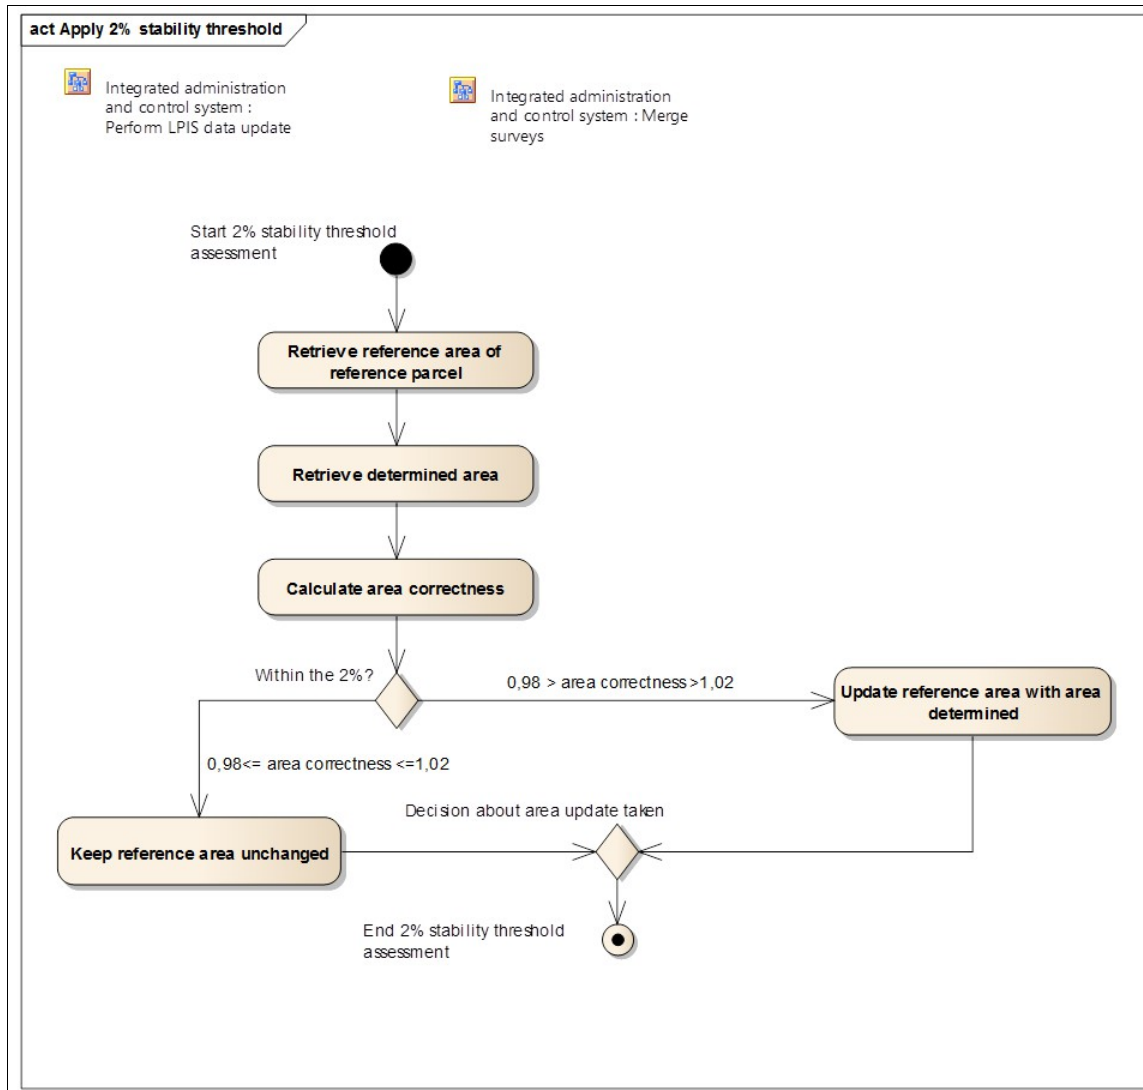 act Apply 2%  stability threshold
Integrated administration
and control system :
Perform LPIS data update
Integrated administration
and control system : Merge
surveys
Start 2% stability threshold
assessment
Retrieve reference area of
reference parcel
Retrieve determined area
Calculate area correctness
Within the 2%?
0,98 > area correctness>1,02
Update reference area with area
determined
0,98<= area correctness <=1,02
Decision about area update taken
Keep reference area unchanged
End 2% stability threshold
assessment